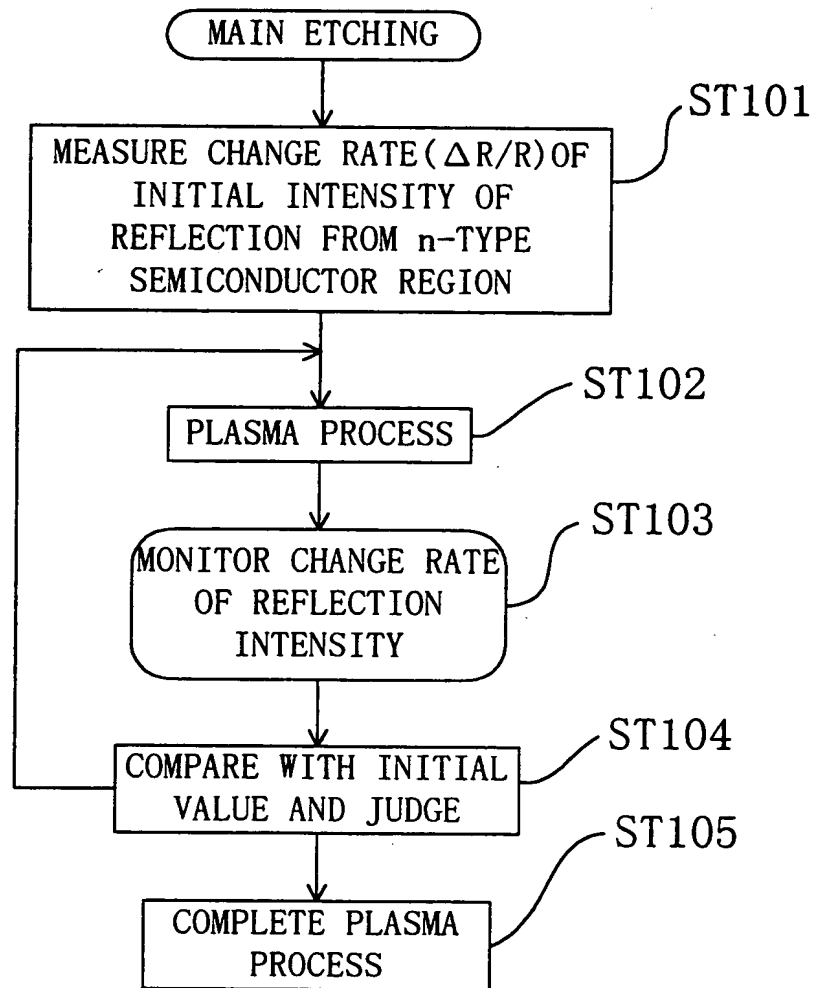 MAIN ETCHING
ST101
MEASURE CHANGE RATE(ΔR/R)OF
INITIAL INTENSITY OF
REFLECTION FROM n-TYPE
SEMICONDUCTOR REGION
ST102
PLASMA PROCESS
ST103
MONITOR CHANGE RATE
OF REFLECTION
INTENSITY
ST104
COMPARE WITH INITIAL
VALUE AND JUDGE
ST105
COMPLETE PLASMA
PROCESS